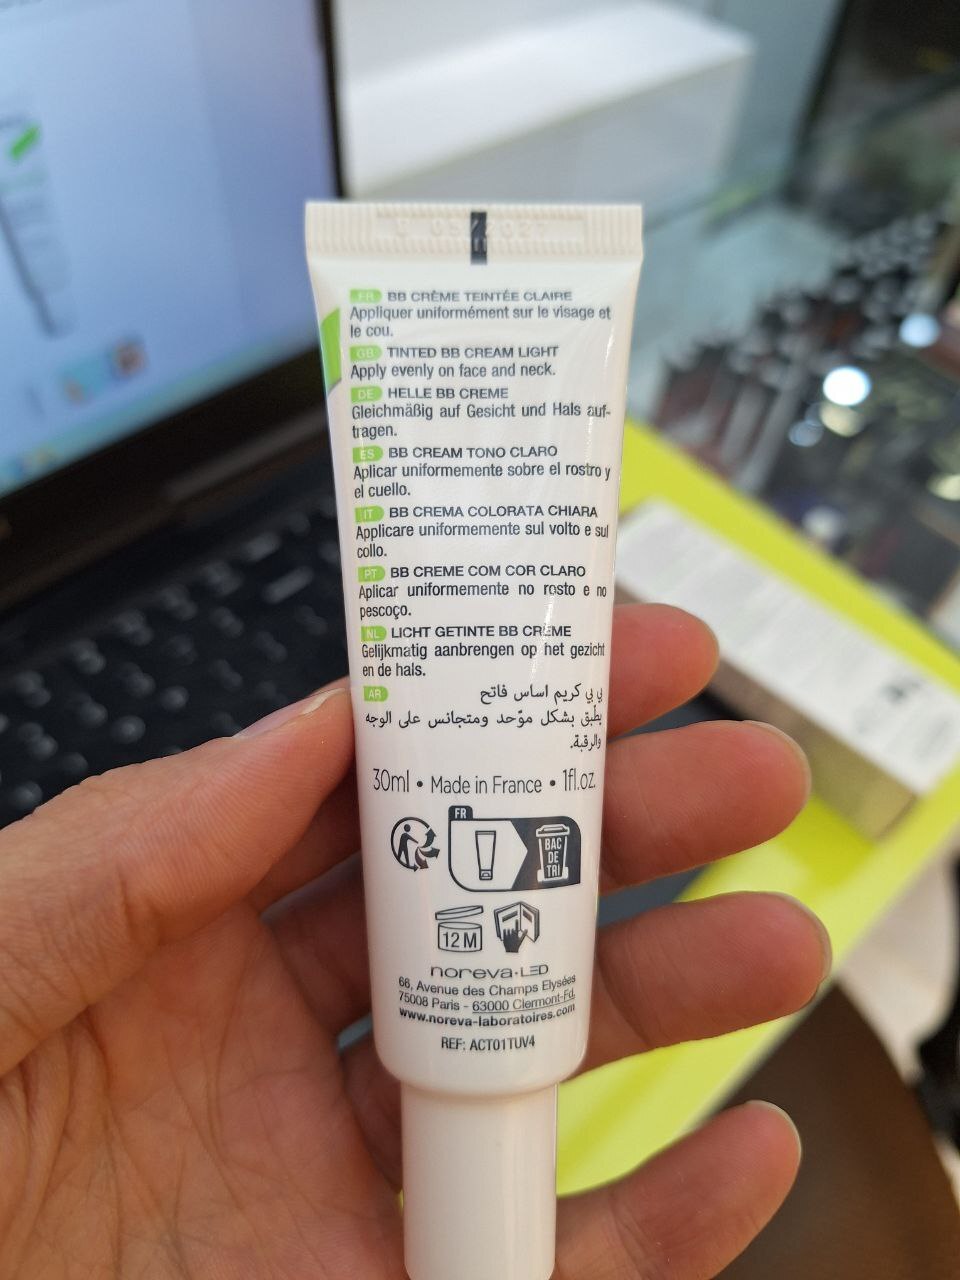 E 05/2027
FR BB CRÈME TEINTÉE CLAIRE
Appliquer uniformément sur le visage et
le cou.
GB TINTED BB CREAM LIGHT
Apply evenly on face and neck.
DE HELLE BB CREME
Gleichmäßig auf Gesicht und Hals auf-
tragen.
ES BB CREAM TONO CLARO
Aplicar uniformemente sobre el rostro y
el cuello.
IT BB CREMA COLORATA CHIARA
Applicare uniformemente sul volto e sul
collo.
PT BB CREME COM COR CLARO
Aplicar uniformemente no rosto e no
pescoço.
NL LICHT GETINTE BB CRÈME
Gelijkmatig aanbrengen op het gezicht
en de hals.
AR بي بي كريم اساس فاتح
يطبق بشكل موّحد ومتجانس على الوجه
والرقبة.
30ml • Made in France • 1fl.oz.
FR
BAC
DE
TRI
12 M
noreva·LED
66, Avenue des Champs Elysées
75008 Paris - 63000 Clermont-Fd.
www.noreva-laboratoires.com
REF: ACT01TUV4